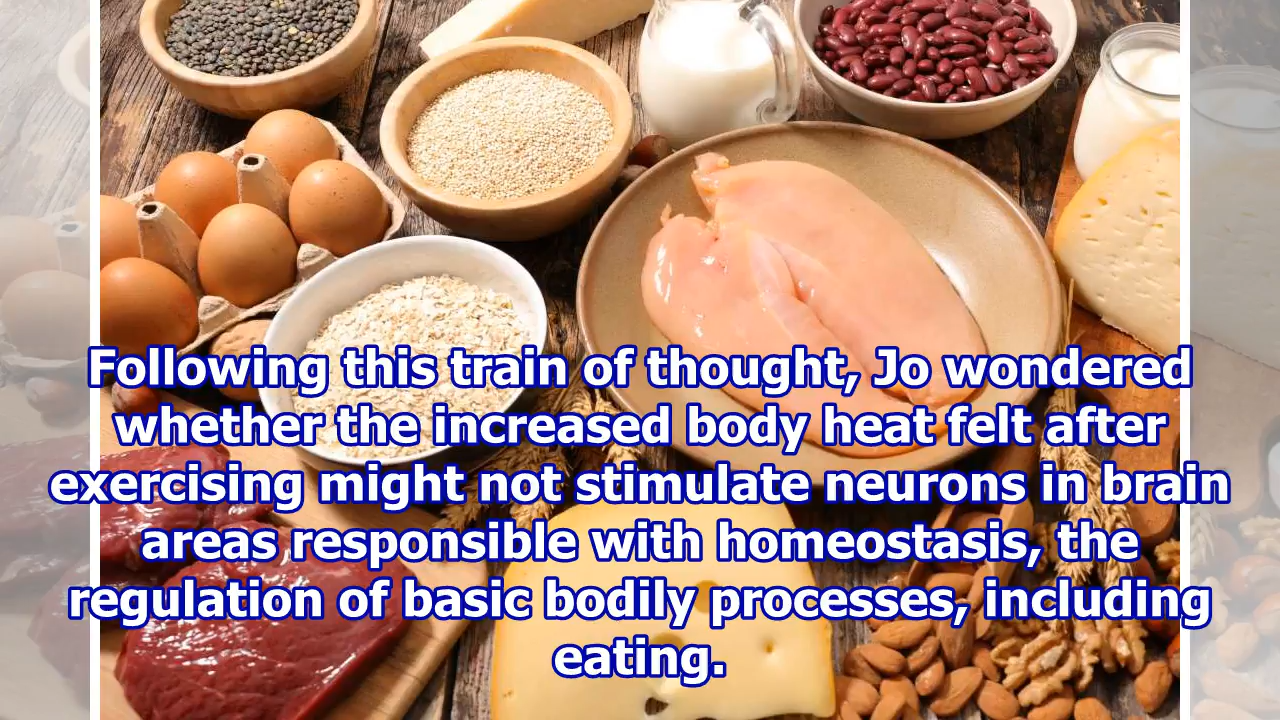 Following this train of thought, Jo wondered
whether the increased body heat felt after
exercising might not stimulate neurons in brain
areas responsible with homeostasis, the
regulation of basic bodily processes, including
eating.